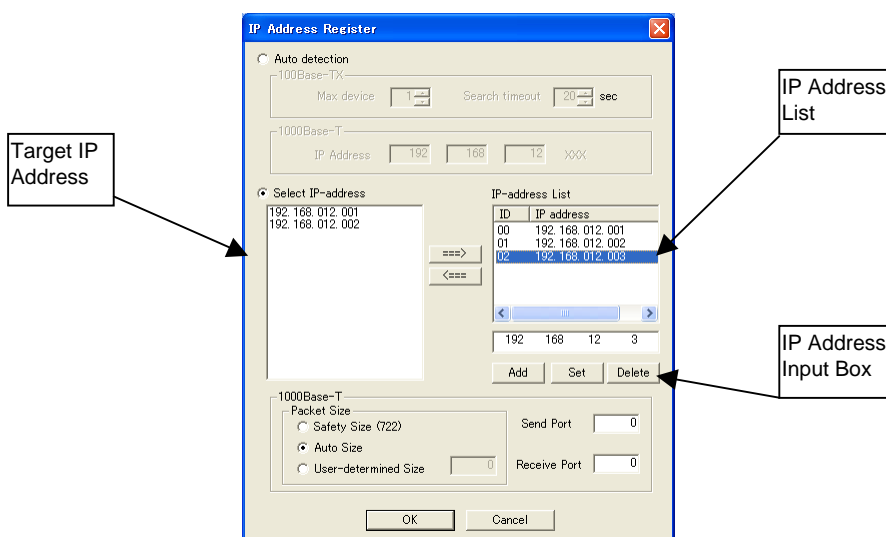 IP Address Register
Auto detection
100Base-TX
Max device 1 Search timeout 20 sec
1000Base-T
IP Address 192 168 12 XXX
IP Address
List
Target IP
Address
Select IP-address
192. 168. 012. 001
192. 168. 012. 002
===>
<===
IP-address List
ID IP address
00 192. 168. 012. 001
01 192. 168. 012. 002
02 192. 168. 012. 003
192 168 12 3
Add Set Delete
IP Address
Input Box
1000Base-T
Packet Size
Safety Size (722)
Auto Size
User-determined Size 0
Send Port 0
Receive Port 0
OK Cancel